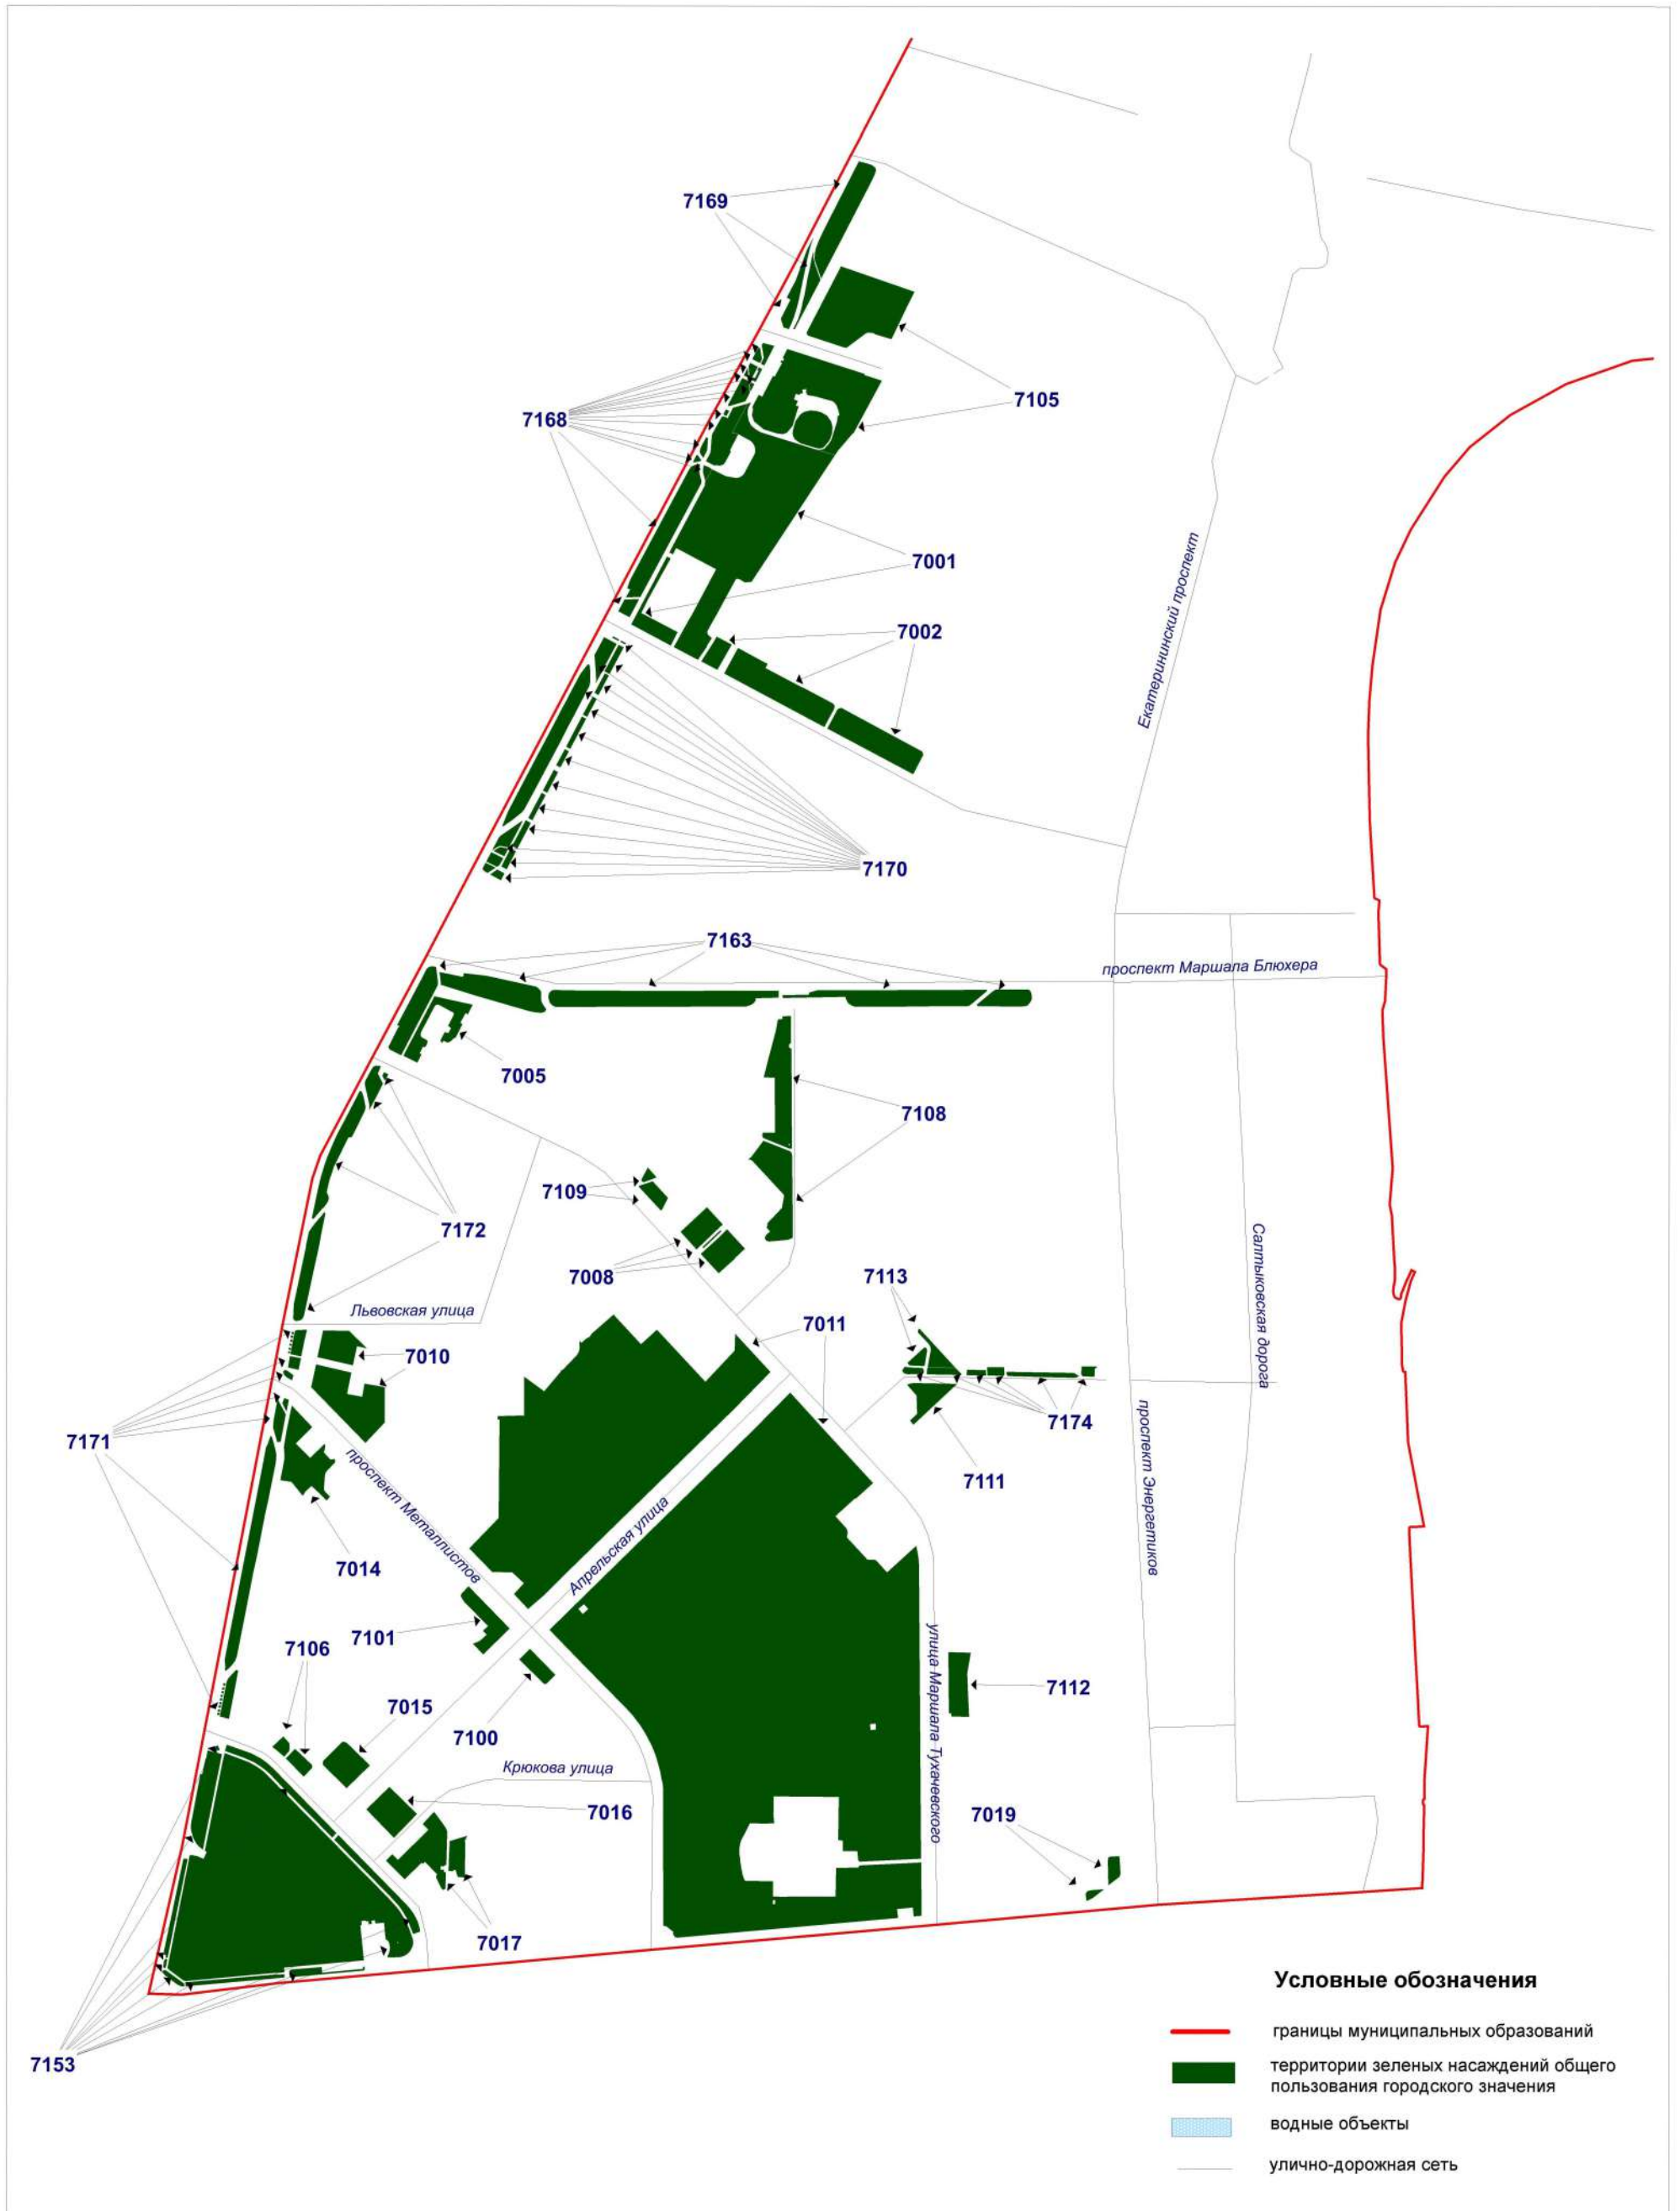 7169
7105
7168
7001
7002
Екатерининский проспект
7170
7163
проспект Маршала Блюхера
7005
7108
7109
7172
7008
7113
Салтыковская дорога
Львовская улица
7011
7010
7174
7171
проспект Металлистов
7111
проспект Энергетиков
Апрельская улица
7014
7101
7106
улица Маршала Тухачевского
7112
7015
7100
Крюкова улица
7016
7019
7017
7153
Условные обозначения
границы муниципальных образований
территории зеленых насаждений общего
пользования городского значения
водные объекты
улично-дорожная сеть